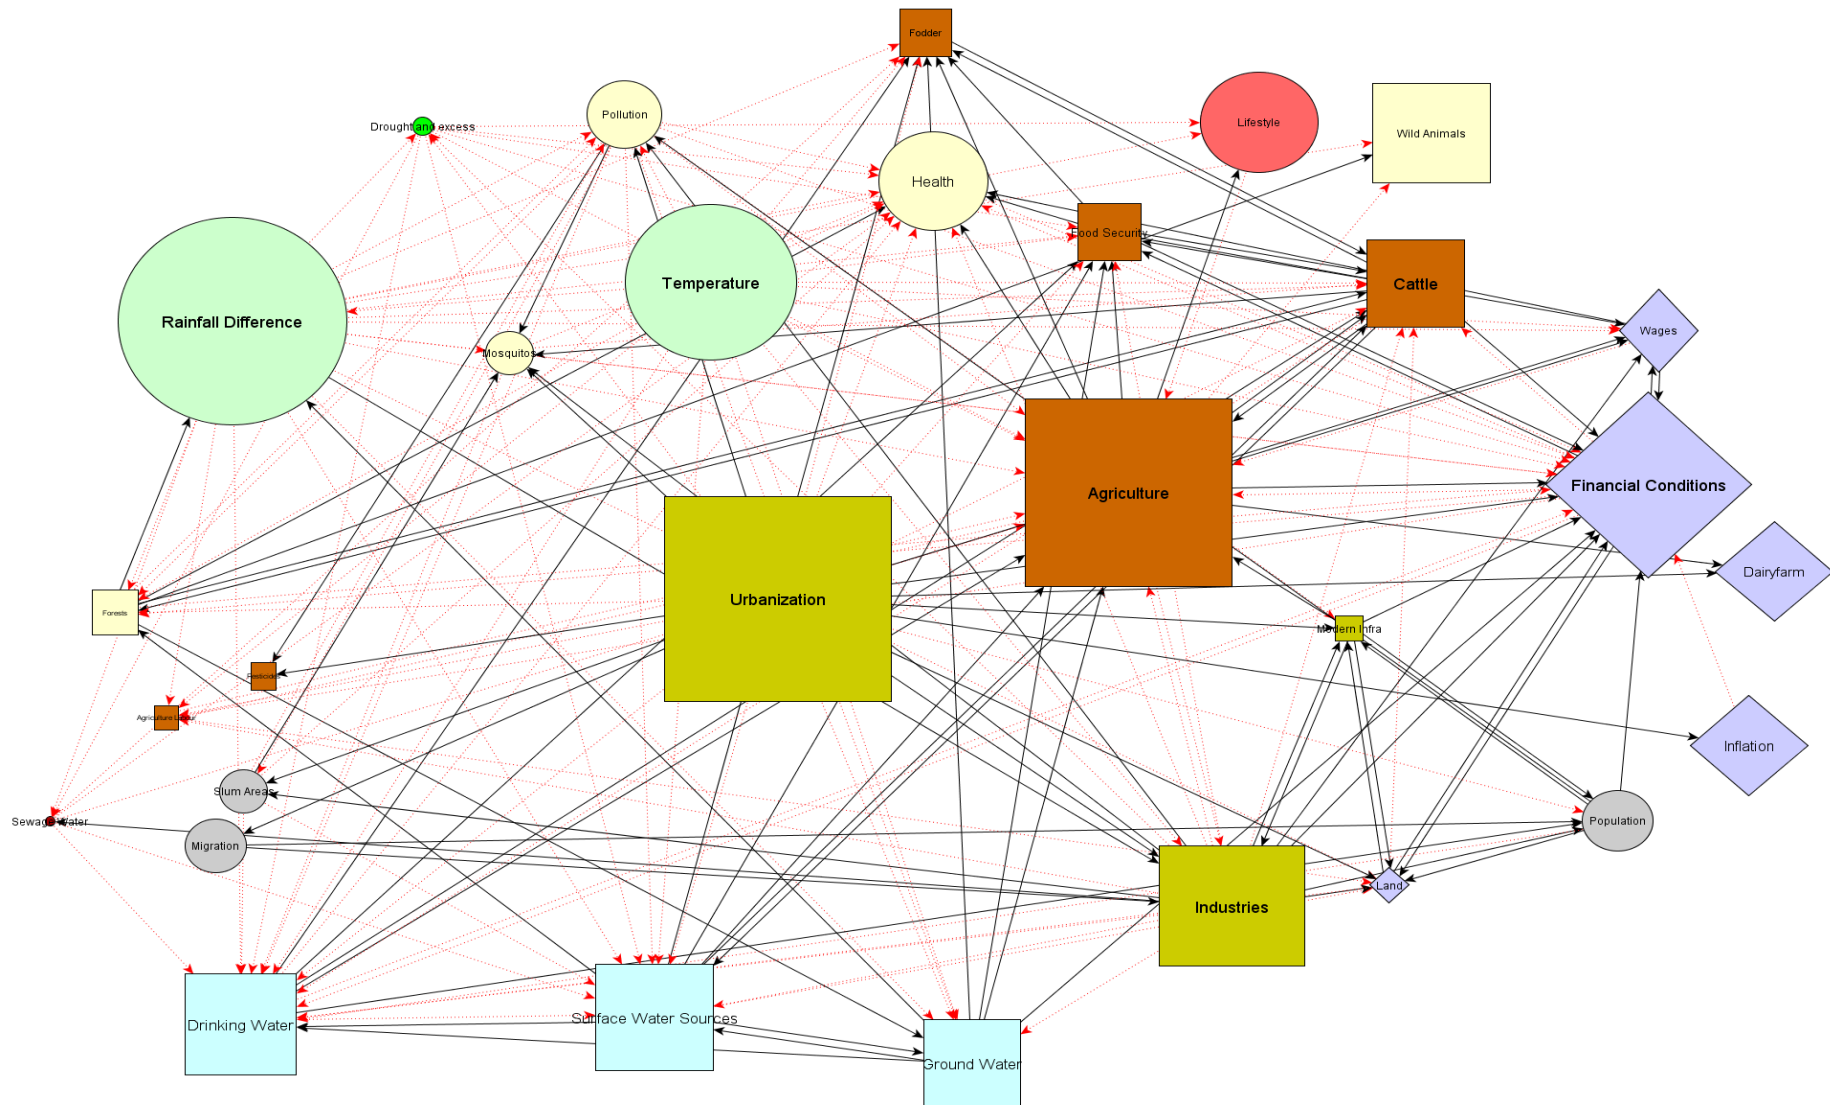 Fodder
Pollution
Drought and excess
Lifestyle
Wild Animals
Health
Food Security
Temperature
Cattle
Rainfall Difference
Wages
Mosquitos
Financial Conditions
Agriculture
Dairyfarm
Urbanization
Forests
Modern Infra
Pesticides
Agriculture Labour
Inflation
Slum Areas
Sewage Water
Population
Migration
Land
Industries
Surface Water Sources
Drinking Water
Ground Water